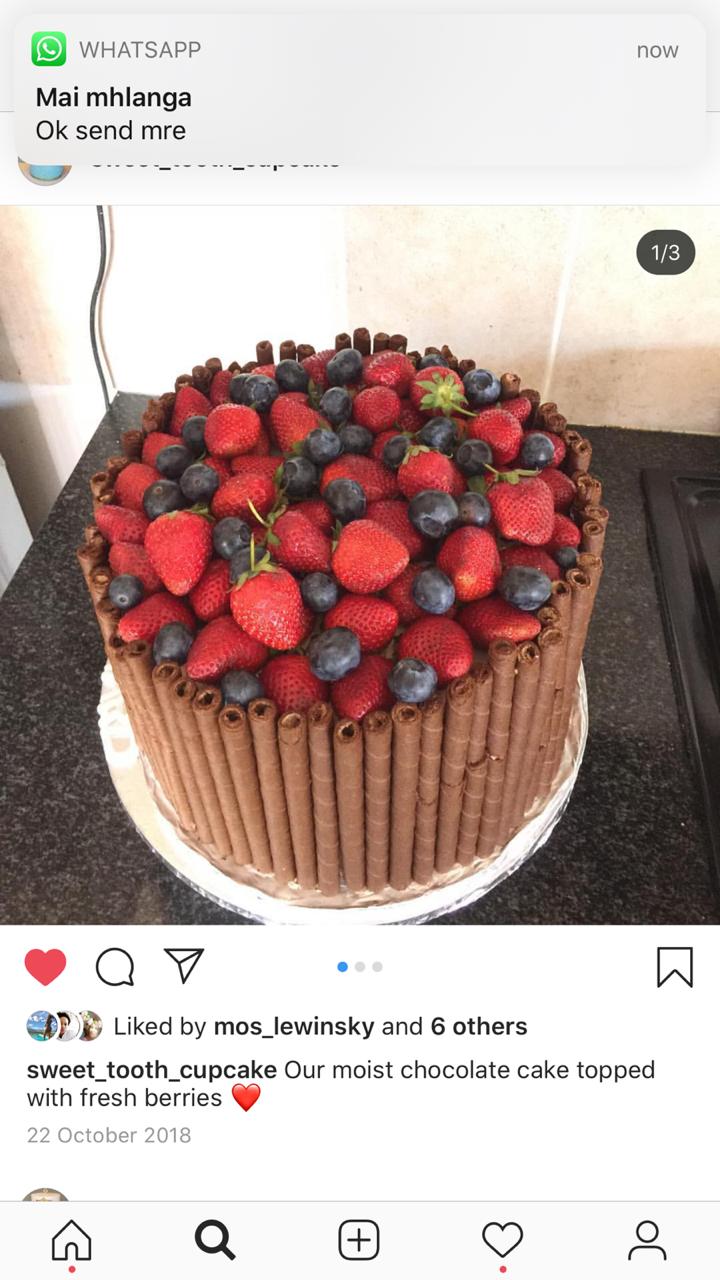 WHATSAPP now
Mai mhlanga
Ok send mre
sweet_tooth_cupcake
1/3
Liked by mos_lewinsky and 6 others
sweet_tooth_cupcake Our moist chocolate cake topped
with fresh berries ❤️
22 October 2018